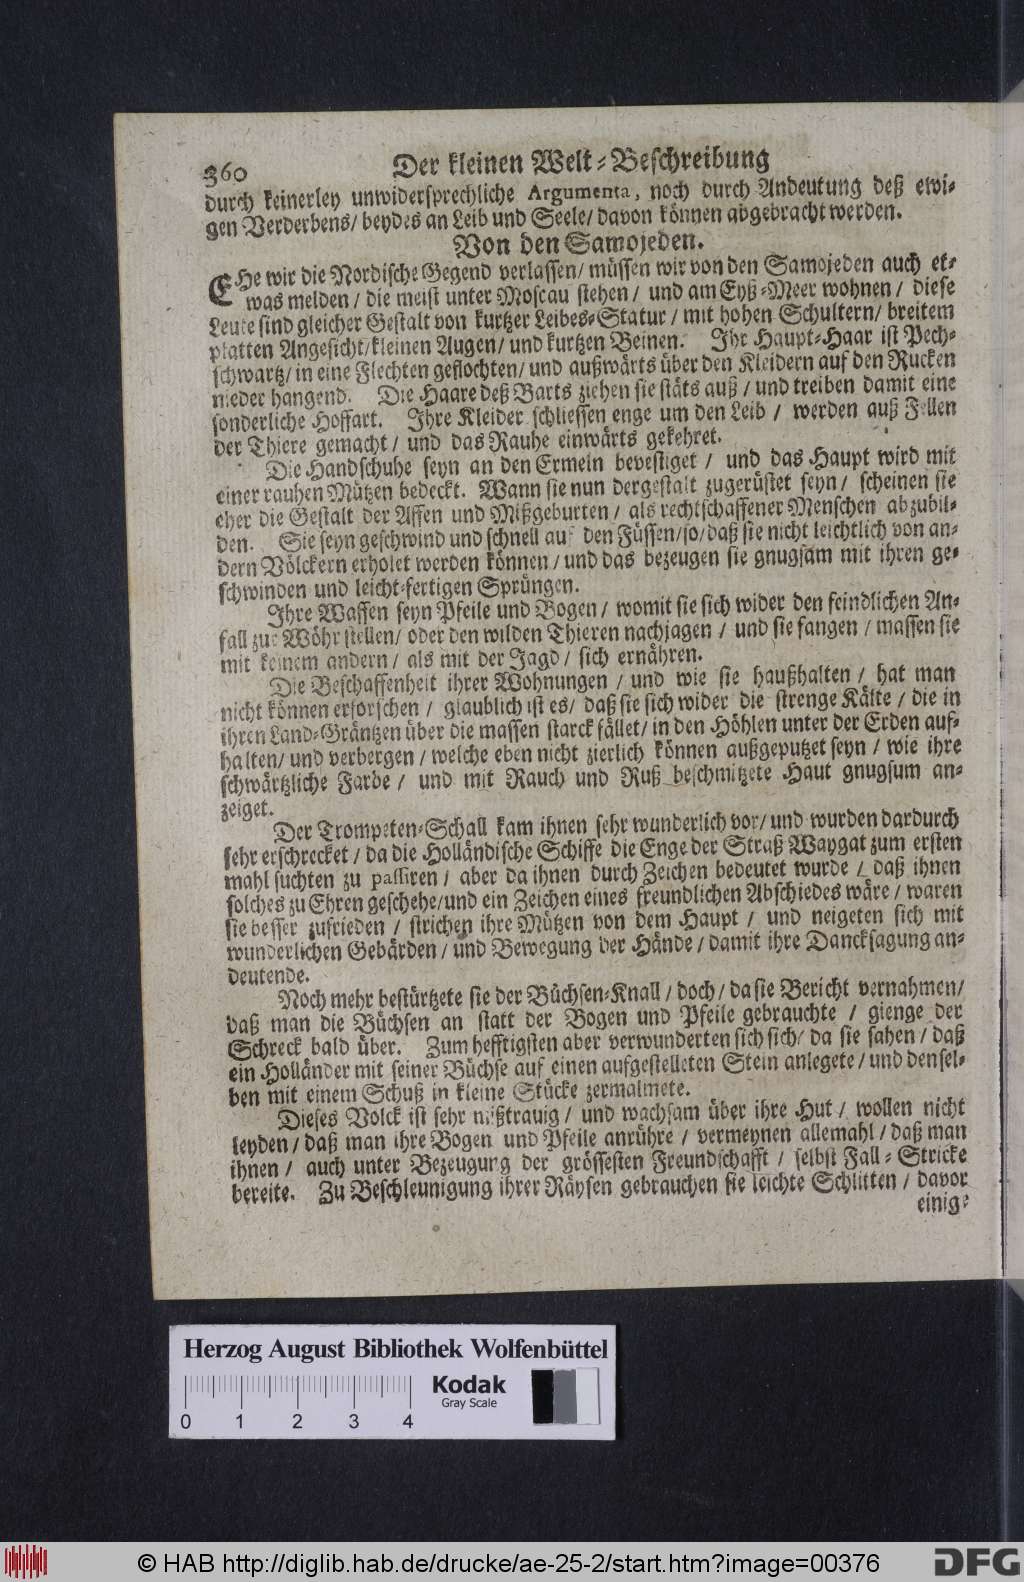 360 Der kleinen Welt-Beschreibung
durch keinerley unwidersprechliche Argumenta, noch durch Andeutung deß ewi-
gen Verderbens/ beydes an Leib und Seele/ davon können abgebracht werden.
Von den Samojeden.
EHe wir die Nordische Gegend verlassen/ müssen wir von den Samojeden auch et-
was melden/ die meist unter Moscau stehen/ und am Eyß-Meer wohnen/ diese
Leute sind gleicher Gestalt von kurtzer Leibes-Statur/ mit hohen Schultern/ breitem
platten Angesicht/ kleinen Augen/ und kurtzen Beinen. Ihr Haupt-Haar ist Pech-
schwartz/ in eine Flechten geflochten/ und außwärts über den Kleidern auf den Rucken
nieder hangend. Die Haare deß Barts ziehen sie stäts auß/ und treiben damit eine
sonderliche Hoffart. Ihre Kleider schliessen enge um den Leib/ werden auß Fellen
der Thiere gemacht/ und das Rauhe einwärts gekehret.
Die Handschuhe seyn an den Ermeln bevestiget/ und das Haupt wird mit
einer rauhen Mützen bedeckt. Wann sie nun dergestalt zugerüstet seyn/ scheinen sie
eher die Gestalt der Affen und Mißgeburten/ als rechtschaffener Menschen abzubil-
den. Sie seyn geschwind und schnell auf den Füssen/ so/ daß sie nicht leichtlich von an-
dern Völckern erholet werden können/ und das bezeugen sie gnugsam mit ihren ge-
schwinden und leicht-fertigen Sprüngen.
Ihre Waffen seyn Pfeile und Bogen/ womit sie sich wider den feindlichen An-
fall zur Wöhr stellen/ oder den wilden Thieren nachjagen/ und sie fangen/ massen sie
mit keinem andern/ als mit der Jagd/ sich ernähren.
Die Beschaffenheit ihrer Wohnungen/ und wie sie haußhalten/ hat man
nicht können erforschen/ glaublich ist es/ daß sie sich wider die strenge Kälte/ die in
ihren Land-Gräntzen über die massen starck fället/ in den Höhlen unter der Erden auf-
halten/ und verbergen/ welche eben nicht zierlich können außgeputzet seyn/ wie ihre
schwärtzliche Farbe/ und mit Rauch und Ruß beschmitzete Haut gnugsum an-
zeiget.
Der Trompeten-Schall kam ihnen sehr wunderlich vor/ und wurden dardurch
sehr erschrecket/ da die Holländische Schiffe die Enge der Straß Waygat zum ersten
mahl suchten zu passiren/ aber da ihnen durch Zeichen bedeutet wurde/ daß ihnen
solches zu Ehren geschehe/ und ein Zeichen eines freundlichen Abschiedes wäre/ waren
sie besser zufrieden/ strichen ihre Mützen von dem Haupt/ und neigeten sich mit
wunderlichen Gebärden/ und Bewegung der Hände/ damit ihre Dancksagung an-
deutende.
Noch mehr bestürtzete sie der Büchsen-Knall/ doch/ da sie Bericht vernahmen/
daß man die Büchsen an statt der Bogen und Pfeile gebrauchte/ gienge der
Schreck bald über. Zum hefftigsten aber verwunderten sich sich/ da sie sahen/ daß
ein Holländer mit seiner Büchse auf einen aufgestelleten Stein anlegete/ und densel-
ben mit einem Schuß in kleine Stücke zermalmete.
Dieses Volck ist sehr mißtrauig/ und wachsam über ihre Hut/ wollen nicht
leyden/ daß man ihre Bogen und Pfeile anrühre/ vermeynen allemahl/ daß man
ihnen/ auch unter Bezeugung der grössesten Freundschafft/ selbst Fall-Stricke
bereite. Zu Beschleunigung ihrer Räysen gebrauchen sie leichte Schlitten/ davor
einige
Herzog August Bibliothek Wolfenbüttel
Kodak
Gray Scale
0 1 2 3 4
© HAB http://diglib.hab.de/drucke/ae-25-2/start.htm?image=00376
DFG